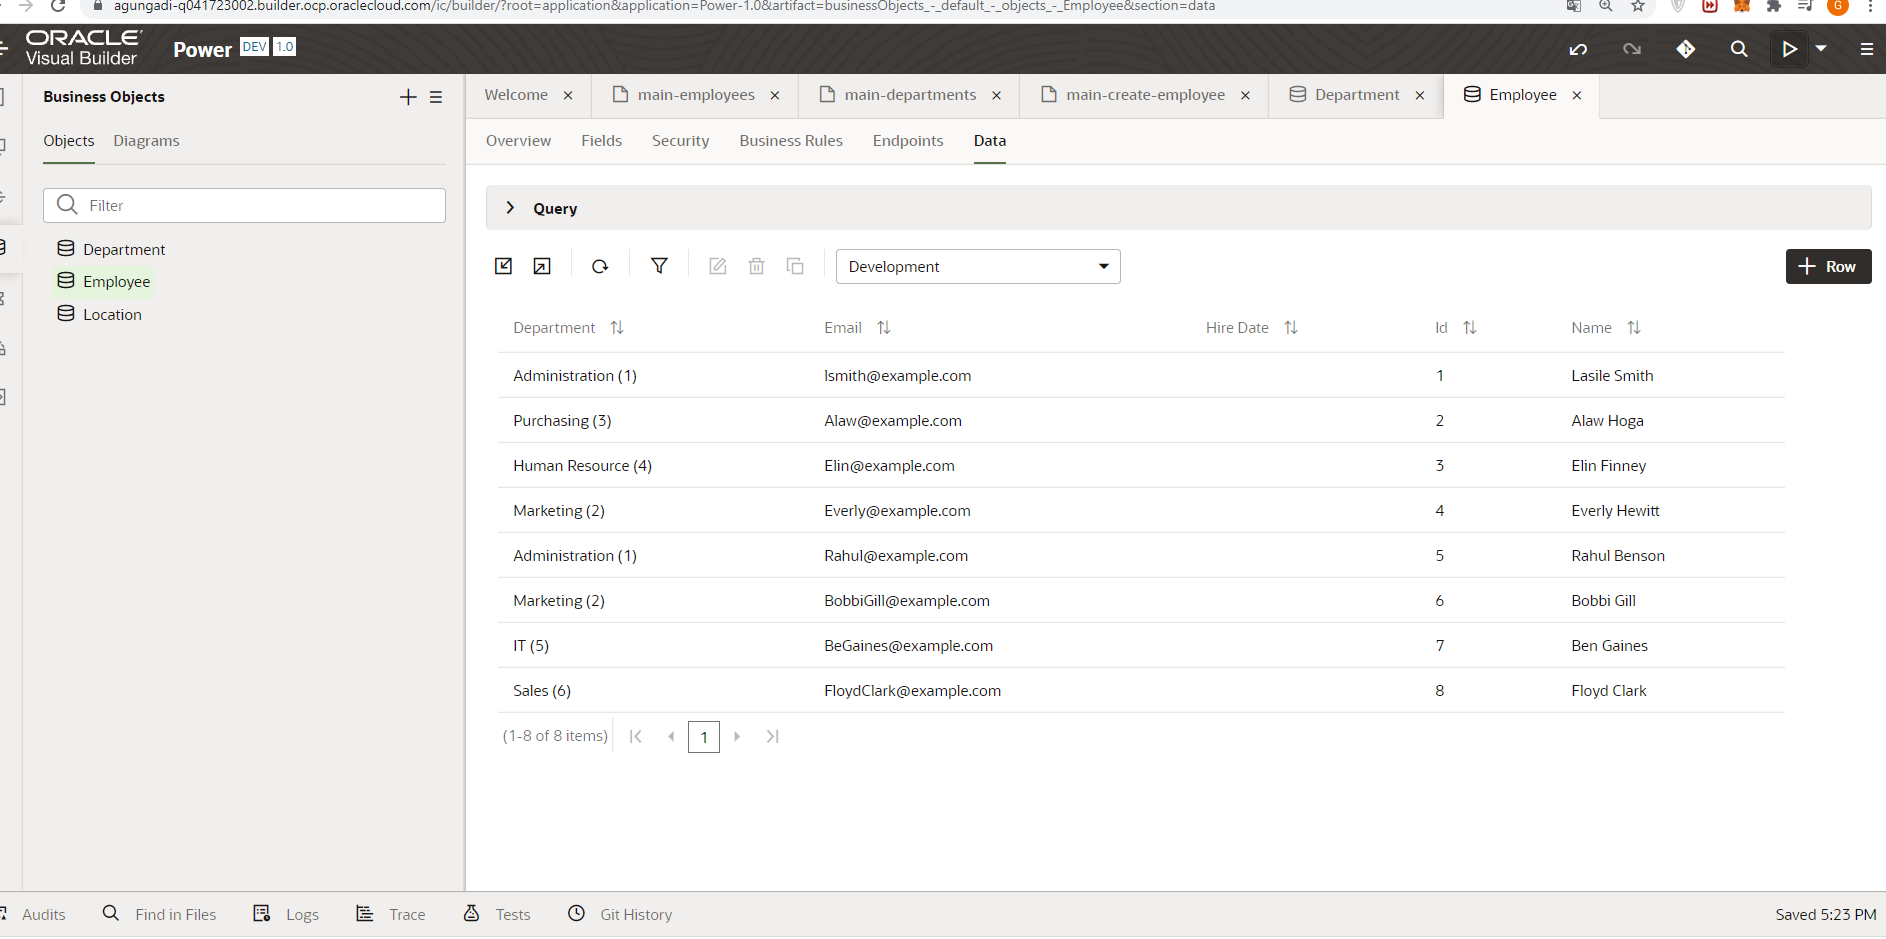 agungadi-q041723002.builder.ocp.oraclecloud.com/ic/builder/?root=application&application=Power-1.0&artifact=businessObjects_-_default_-_objects_-_Employee&section=data
G
ORACLE
Visual Builder
Power DEV 1.0
Business Objects
Welcome main-employees main-departments main-create-employee Department Employee
Objects Diagrams
Overview Fields Security Business Rules Endpoints Data
Filter
Department
Employee
Location
Query
Development
Row
Department Email Hire Date Id Name
Administration (1) lsmith@example.com 1 Lasile Smith
Purchasing (3) Alaw@example.com 2 Alaw Hoga
Human Resource (4) Elin@example.com 3 Elin Finney
Marketing (2) Everly@example.com 4 Everly Hewitt
Administration (1) Rahul@example.com 5 Rahul Benson
Marketing (2) BobbiGill@example.com 6 Bobbi Gill
IT (5) BeGaines@example.com 7 Ben Gaines
Sales (6) FloydClark@example.com 8 Floyd Clark
(1-8 of 8 items) 1
Audits Find in Files Logs Trace Tests Git History Saved 5:23 PM